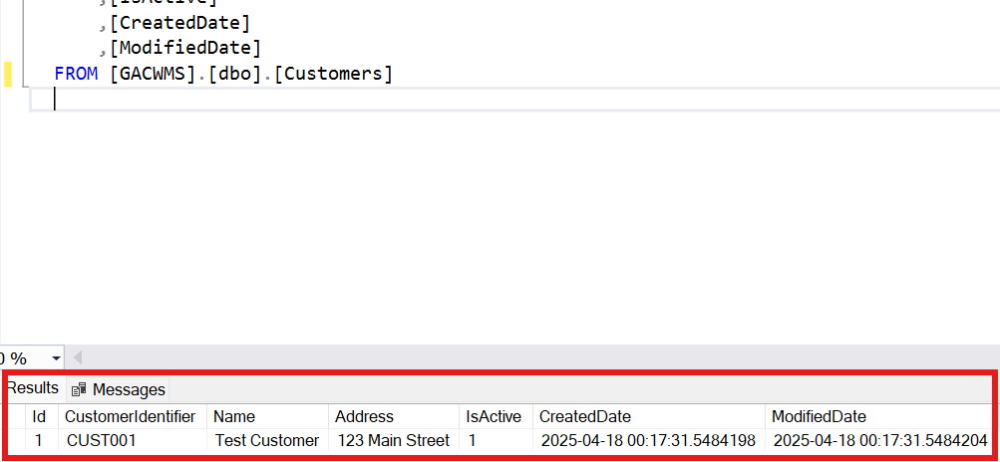 ,[IsActive]
,[CreatedDate]
,[ModifiedDate]
FROM [GACWMS].[dbo].[Customers]
0 %
Results Messages
Id CustomerIdentifier Name Address IsActive CreatedDate ModifiedDate
1 CUST001 Test Customer 123 Main Street 1 2025-04-18 00:17:31.5484198 2025-04-18 00:17:31.5484204